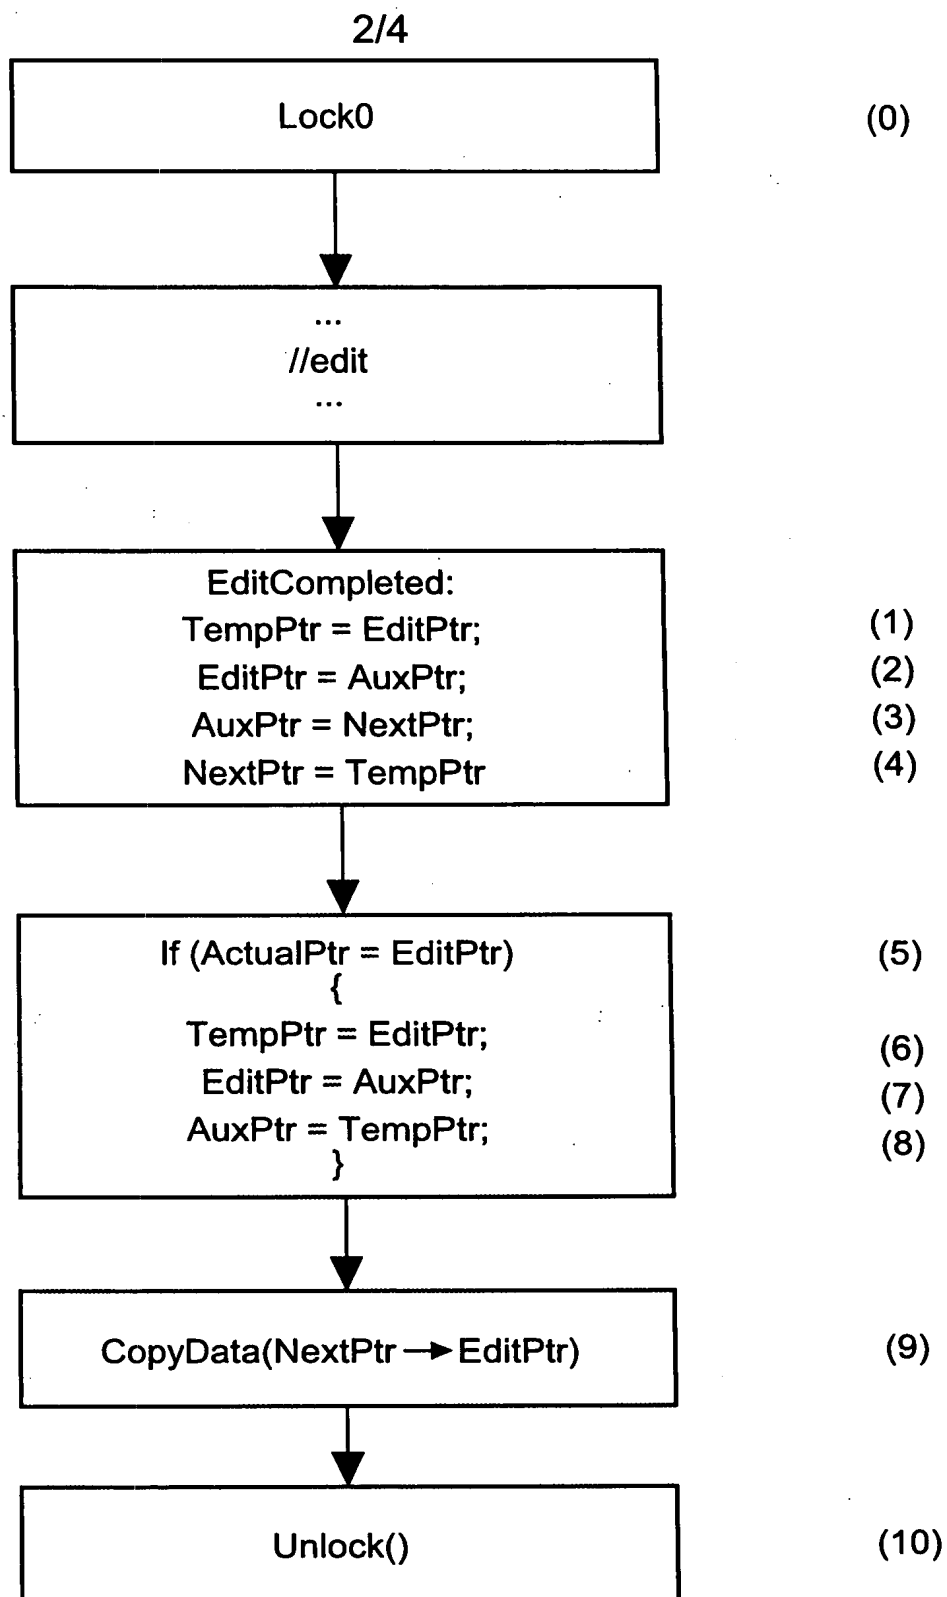 2/4
Lock0
(0)
...
//edit
...
EditCompleted:
TempPtr = EditPtr; (1)
EditPtr = AuxPtr; (2)
AuxPtr = NextPtr; (3)
NextPtr = TempPtr (4)
If (ActualPtr = EditPtr) (5)
{
TempPtr = EditPtr; (6)
EditPtr = AuxPtr; (7)
AuxPtr = TempPtr; (8)
}
CopyData(NextPtr → EditPtr) (9)
Unlock() (10)